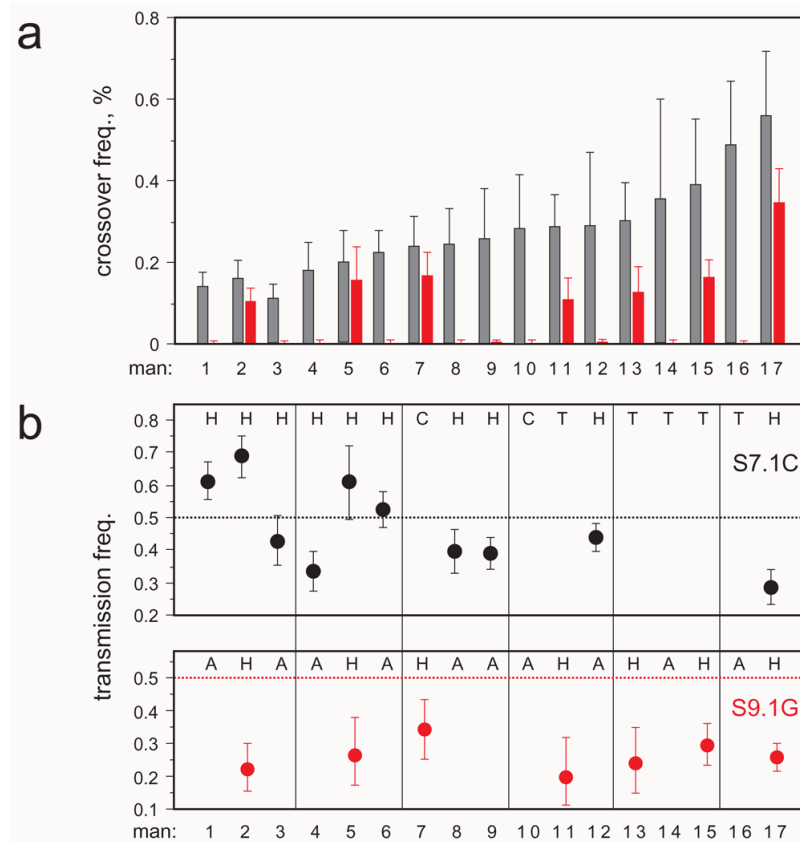 a
crossover freq., %
0.8
0.6
0.4
0.2
0
man: 1 2 3 4 5 6 7 8 9 10 11 12 13 14 15 16 17
b
transmission freq.
0.8
0.7
0.6
0.5
0.4
0.3
0.2
H H H H H H C H H C T H T T T T H
S7.1C
A H A A H A H A A A H A H A H A H
0.5
0.4
0.3
0.2
0.1
S9.1G
man: 1 2 3 4 5 6 7 8 9 10 11 12 13 14 15 16 17